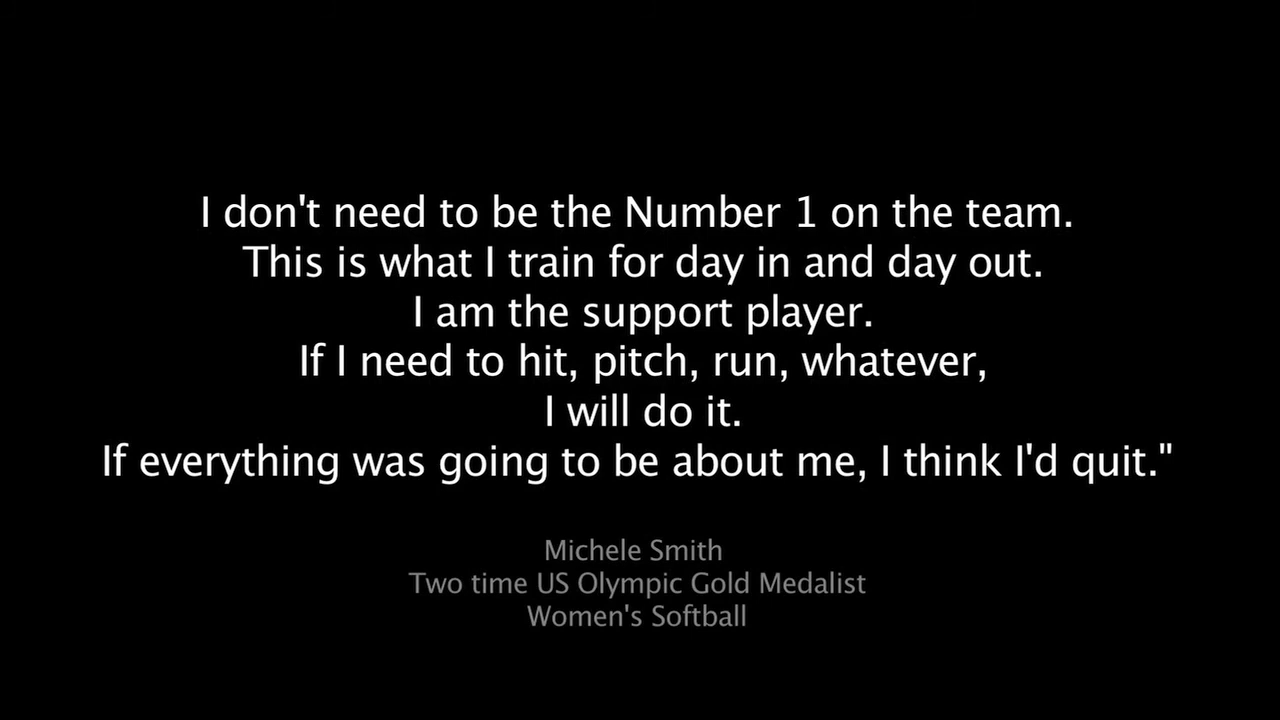 I don't need to be the Number 1 on the team.
This is what I train for day in and day out.
I am the support player.
If I need to hit, pitch, run, whatever,
I will do it.
If everything was going to be about me, I think I'd quit."
Michele Smith
Two time US Olympic Gold Medalist
Women's Softball